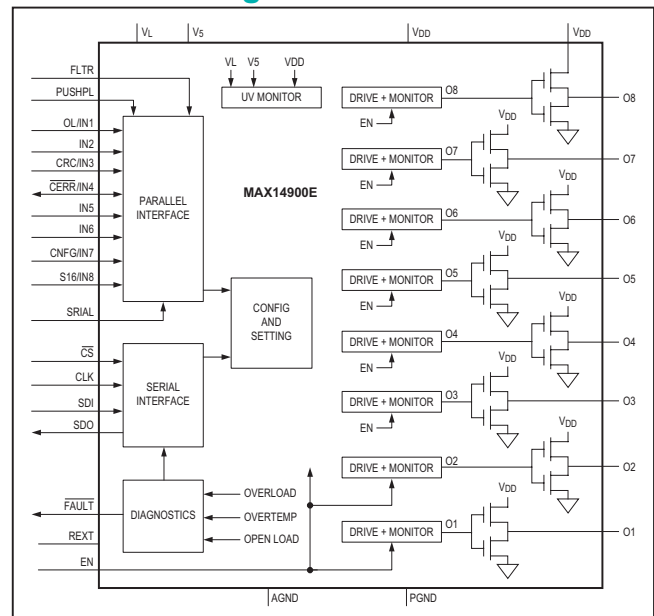 VL V5 VDD VDD
FLTR
PUSHPL
OL/IN1
IN2
CRC/IN3
CERR/IN4
IN5
IN6
CNFG/IN7
S16/IN8
SRIAL
CS
CLK
SDI
SDO
FAULT
REXT
EN
PARALLEL
INTERFACE
SERIAL
INTERFACE
DIAGNOSTICS
VL V5 VDD
UV MONITOR
MAX14900E
CONFIG
AND
SETTING
OVERLOAD
OVERTEMP
OPEN LOAD
DRIVE + MONITOR O8 O8
EN
VDD
DRIVE + MONITOR O7 O7
EN
VDD
DRIVE + MONITOR O6 O6
EN
VDD
DRIVE + MONITOR O5 O5
EN
VDD
DRIVE + MONITOR O4 O4
EN
VDD
DRIVE + MONITOR O3 O3
EN
VDD
DRIVE + MONITOR O2 O2
VDD
DRIVE + MONITOR O1 O1
AGND PGND